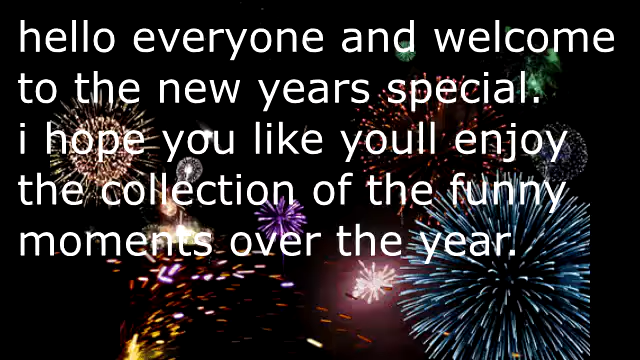 hello everyone and welcome
to the new years special.
i hope you like youll enjoy
the collection of the funny
moments over the year.